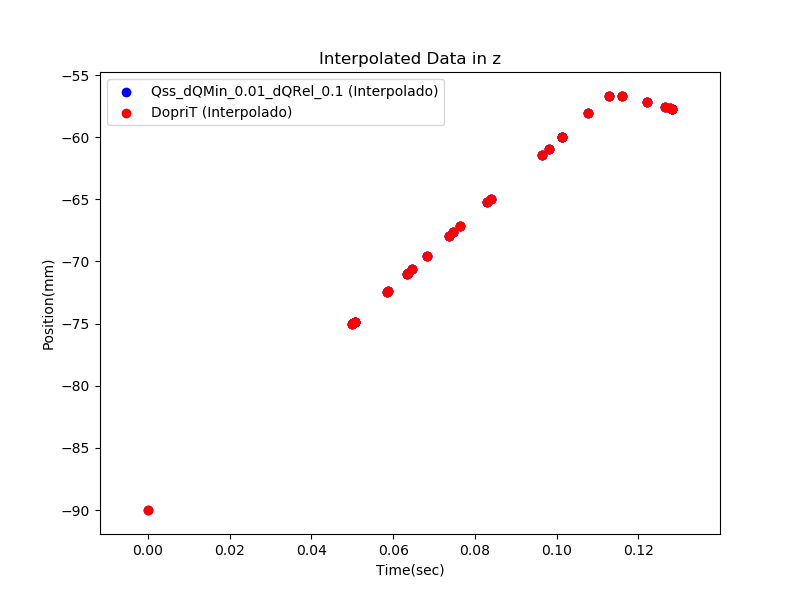 Interpolated Data in z
Qss_dQMin_0.01_dQRel_0.1 (Interpolado)
DopriT (Interpolado)
−55
−60
−65
−70
−75
−80
−85
−90
Position(mm)
0.00 0.02 0.04 0.06 0.08 0.10 0.12
Time(sec)